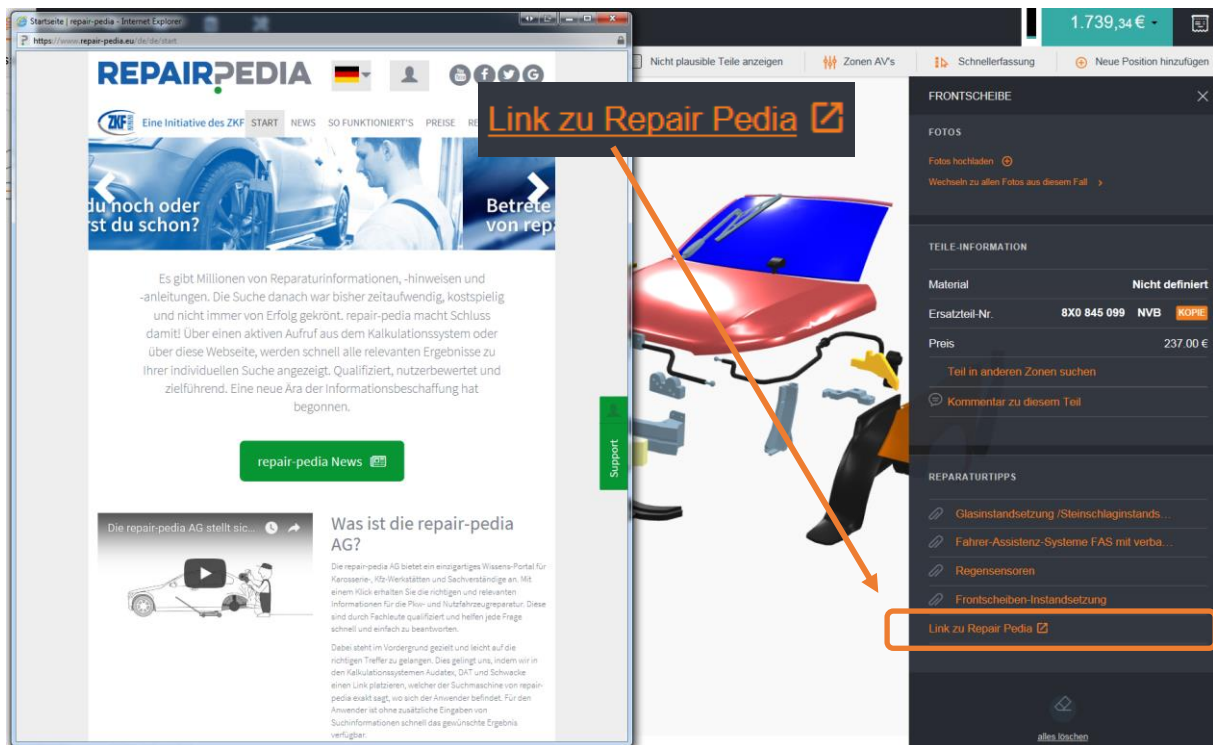 Startseite | repair-pedia - Internet Explorer
https://www.repair-pedia.eu/de/de/start
REPAIRPEDIA
ZKF
Eine Initiative des ZKF START NEWS SO FUNKTIONIERT'S PREISE RE
du noch oder
rst du schon?
Betrete
von rep
Es gibt Millionen von Reparaturinformationen, -hinweisen und
-anleitungen. Die Suche danach war bisher zeitaufwendig, kostspielig
und nicht immer von Erfolg gekrönt. repair-pedia macht Schluss
damit! Über einen aktiven Aufruf aus dem Kalkulationssystem oder
über diese Webseite, werden schnell alle relevanten Ergebnisse zu
Ihrer individuellen Suche angezeigt. Qualifiziert, nutzerbewertet und
zielführend. Eine neue Ära der Informationsbeschaffung hat
begonnen.
repair-pedia News
Support
Die repair-pedia AG stellt sic...
Was ist die repair-pedia
AG?
Die repair-pedia AG bietet ein einzigartiges Wissens-Portal für
Karosserie-, Kfz-Werkstätten und Sachverständige an. Mit
einem Klick erhalten Sie die richtigen und relevanten
Informationen für die Pkw- und Nutzfahrzeugreparatur. Diese
sind durch Fachleute qualifiziert und helfen jede Frage
schnell und einfach zu beantworten.
Dabei steht im Vordergrund gezielt und leicht auf die
richtigen Treffer zu gelangen. Dies gelingt uns, indem wir in
den Kalkulationssystemen Audatex, DAT und Schwacke
einen Link platzieren, welcher der Suchmaschine von repair-
pedia exakt sagt, wo sich der Anwender befindet. Für den
Anwender ist ohne zusätzliche Eingaben von
Suchinformationen schnell das gewünschte Ergebnis
verfügbar.
Link zu Repair Pedia
1.739,34 €
Nicht plausible Teile anzeigen
Zonen AV's
Schnellerfassung
Neue Position hinzufügen
FRONTSCHEIBE
FOTOS
Fotos hochladen
Wechseln zu allen Fotos aus diesem Fall
TEILE-INFORMATION
Material Nicht definiert
Ersatzteil-Nr. 8X0 845 099 NVB KOPIE
Preis 237.00 €
Teil in anderen Zonen suchen
Kommentar zu diesem Teil
REPARATURTIPPS
Glasinstandsetzung /Steinschlaginstands...
Fahrer-Assistenz-Systeme FAS mit verba...
Regensensoren
Frontscheiben-Instandsetzung
Link zu Repair Pedia
alles löschen